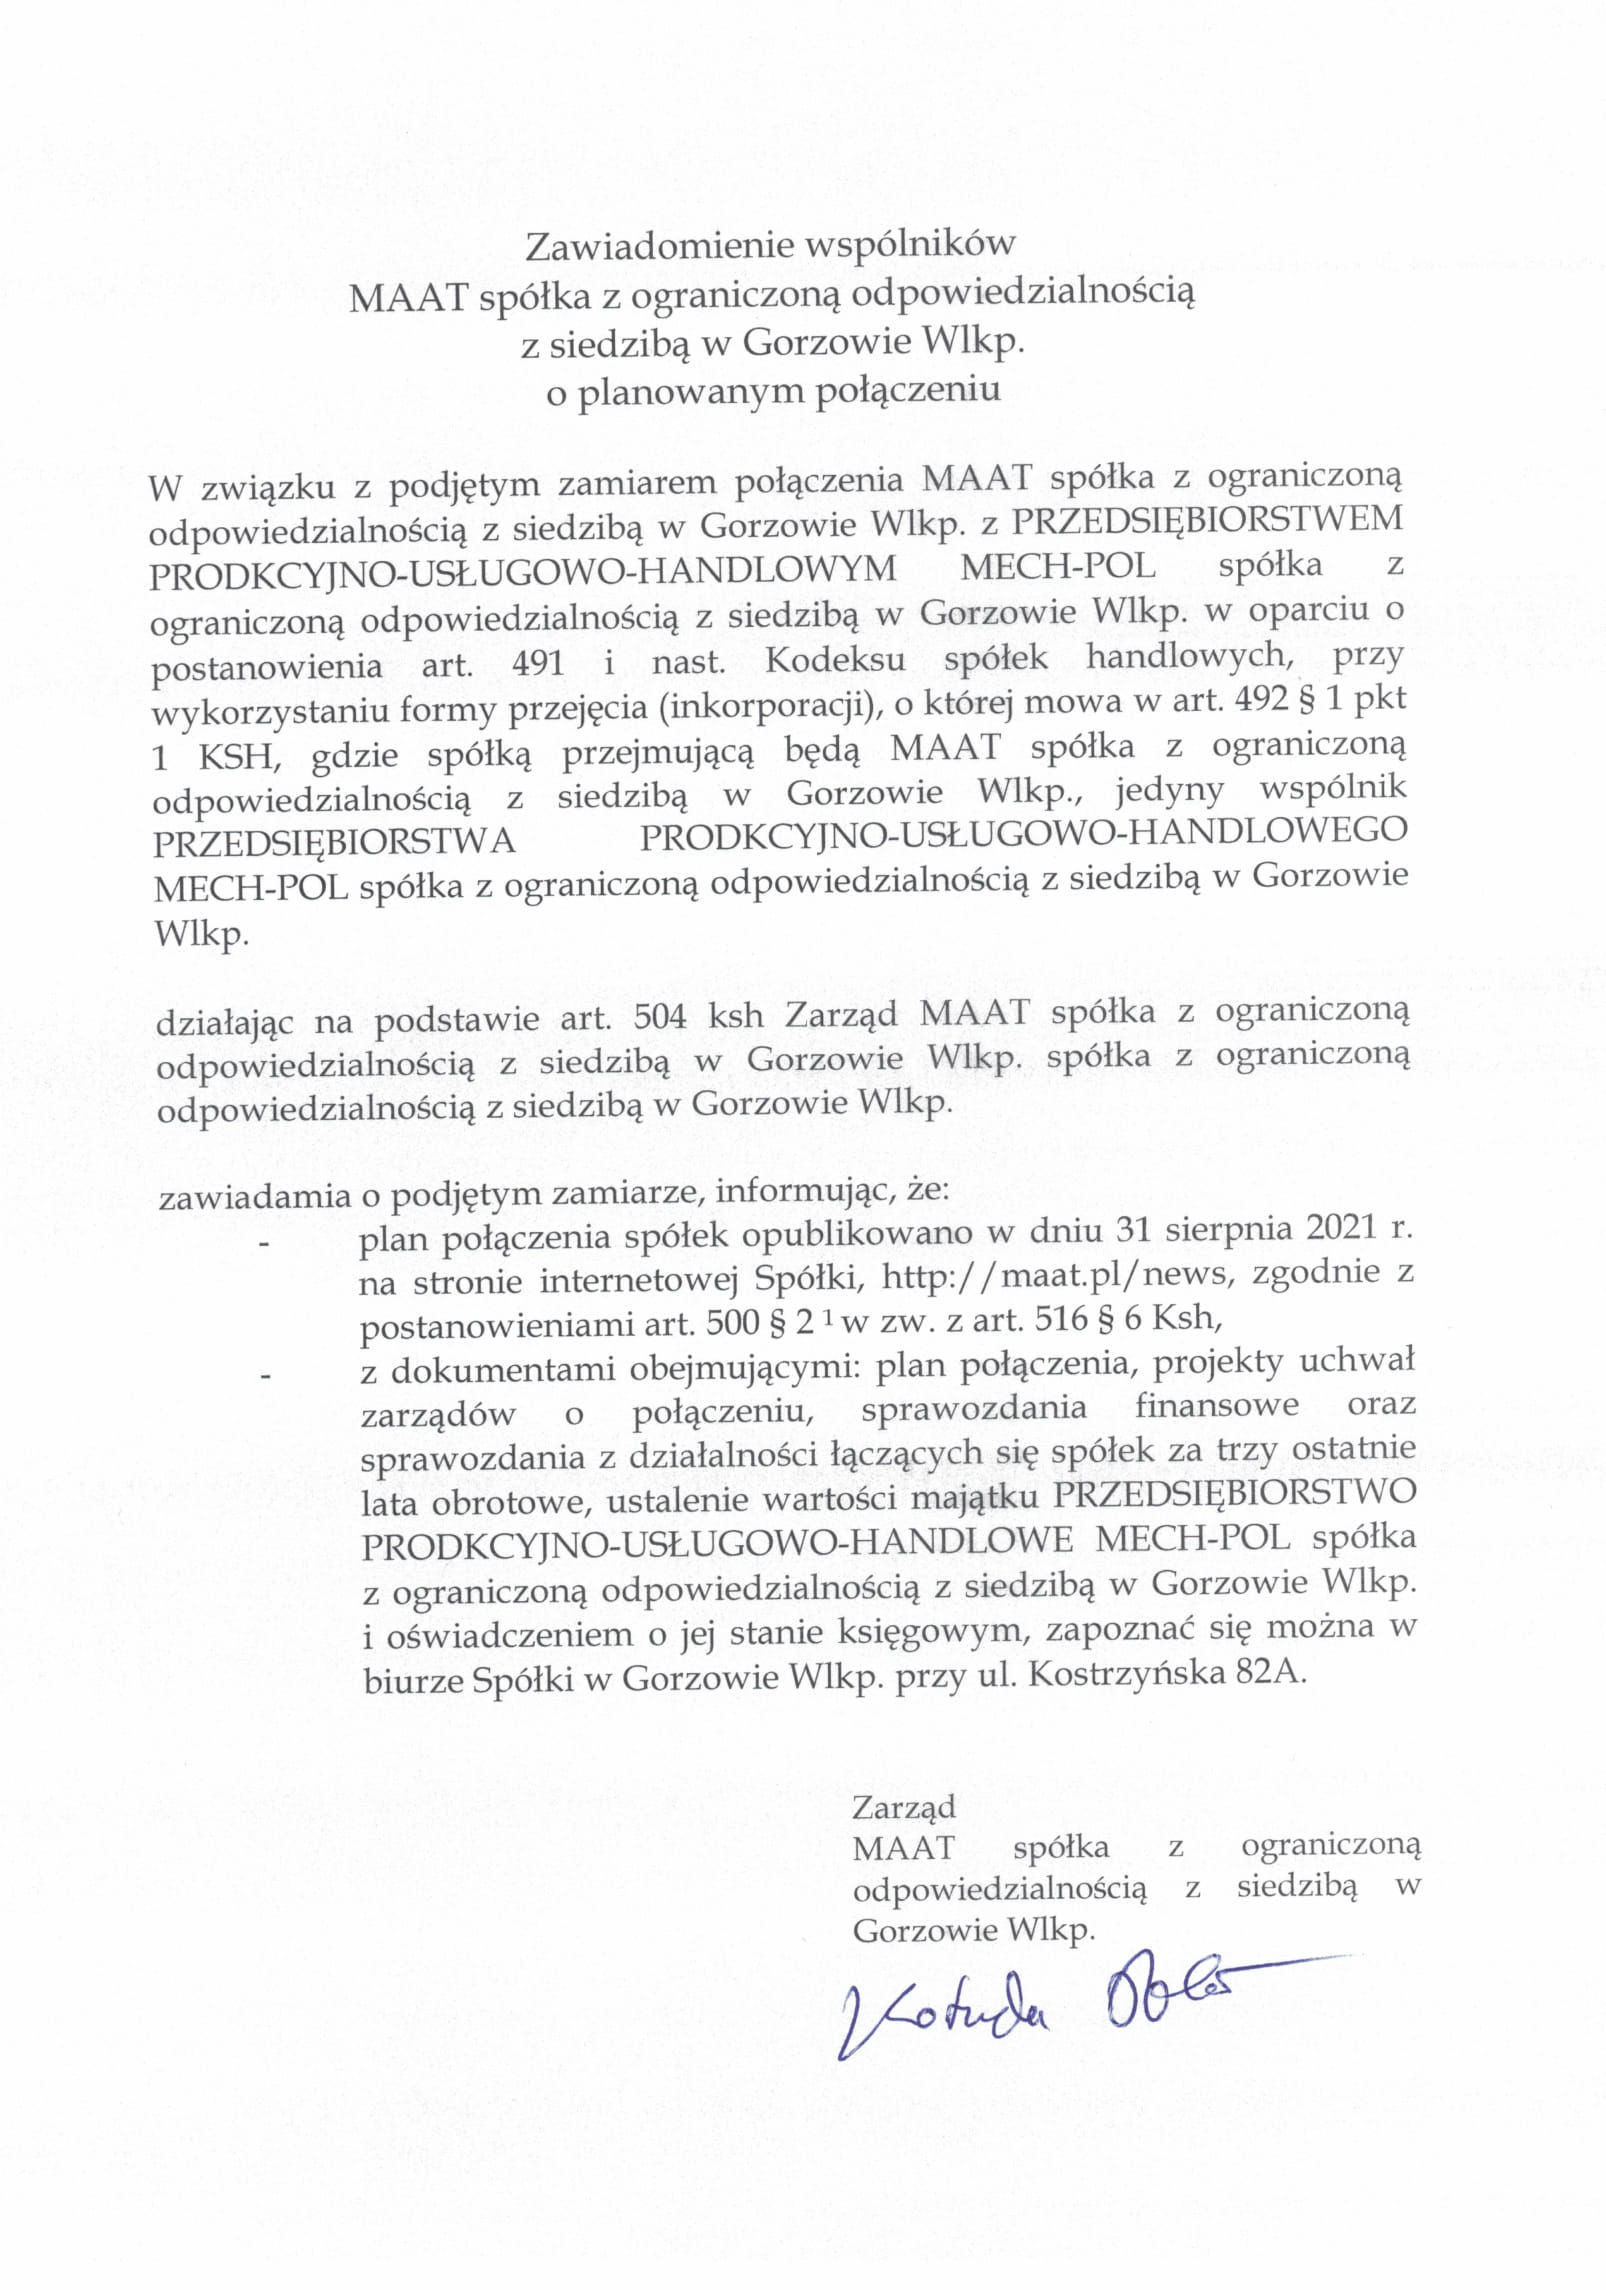 Zawiadomienie wspólników
MAAT spółka z ograniczoną odpowiedzialnością
z siedzibą w Gorzowie Wlkp.
o planowanym połączeniu
W związku z podjętym zamiarem połączenia MAAT spółka z ograniczoną
odpowiedzialnością z siedzibą w Gorzowie Wlkp. z PRZEDSIĘBIORSTWEM
PRODKCYJNO-USŁUGOWO-HANDLOWYM MECH-POL spółka z
ograniczoną odpowiedzialnością z siedzibą w Gorzowie Wlkp. w oparciu o
postanowienia art. 491 i nast. Kodeksu spółek handlowych, przy
wykorzystaniu formy przejęcia (inkorporacji), o której mowa w art. 492 § 1 pkt
1 KSH, gdzie spółką przejmującą będą MAAT spółka z ograniczoną
odpowiedzialnością z siedzibą w Gorzowie Wlkp., jedyny wspólnik
PRZEDSIĘBIORSTWA PRODKCYJNO-USŁUGOWO-HANDLOWEGO
MECH-POL spółka z ograniczoną odpowiedzialnością z siedzibą w Gorzowie
Wlkp.
działając na podstawie art. 504 ksh Zarząd MAAT spółka z ograniczoną
odpowiedzialnością z siedzibą w Gorzowie Wlkp. spółka z ograniczoną
odpowiedzialnością z siedzibą w Gorzowie Wlkp.
zawiadamia o podjętym zamiarze, informując, że:
- plan połączenia spółek opublikowano w dniu 31 sierpnia 2021 r.
na stronie internetowej Spółki, http://maat.pl/news, zgodnie z
postanowieniami art. 500 § 2 ¹ w zw. z art. 516 § 6 Ksh,
- z dokumentami obejmującymi: plan połączenia, projekty uchwał
zarządów o połączeniu, sprawozdania finansowe oraz
sprawozdania z działalności łączących się spółek za trzy ostatnie
lata obrotowe, ustalenie wartości majątku PRZEDSIĘBIORSTWO
PRODKCYJNO-USŁUGOWO-HANDLOWE MECH-POL spółka
z ograniczoną odpowiedzialnością z siedzibą w Gorzowie Wlkp.
i oświadczeniem o jej stanie księgowym, zapoznać się można w
biurze Spółki w Gorzowie Wlkp. przy ul. Kostrzyńska 82A.
Zarząd
MAAT spółka z ograniczoną
odpowiedzialnością z siedzibą w
Gorzowie Wlkp.